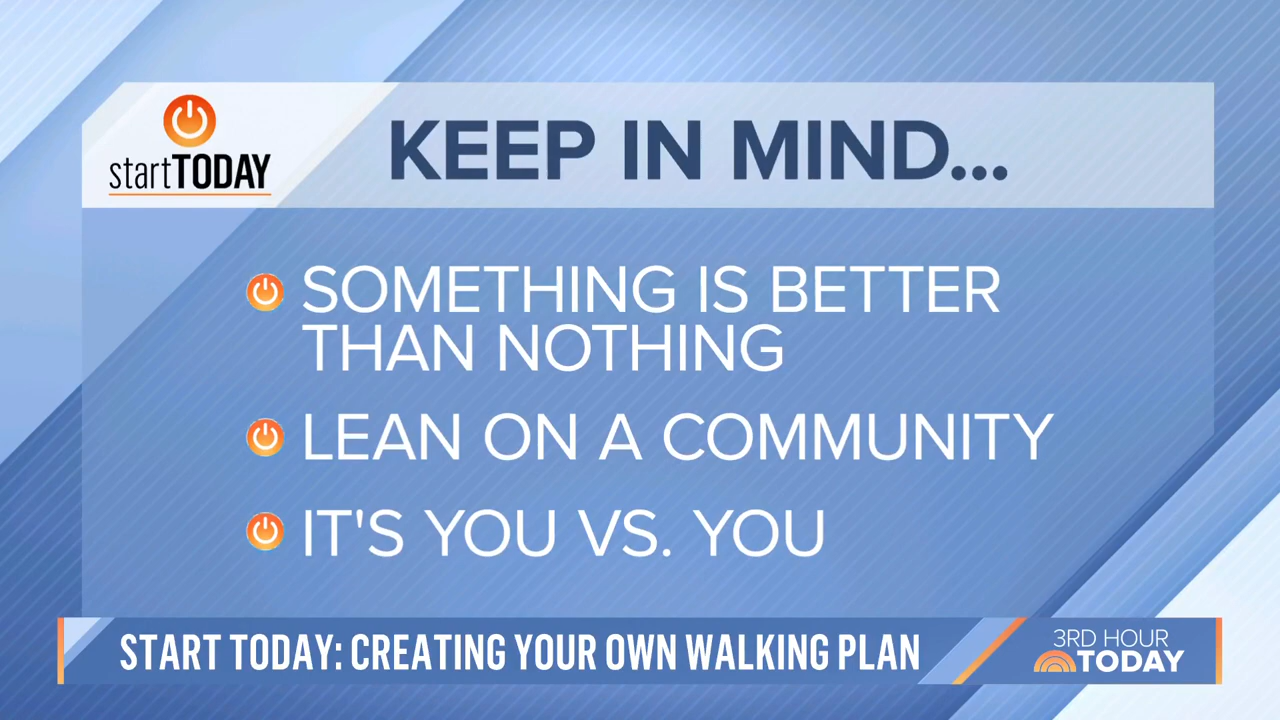 startTODAY
KEEP IN MIND...
SOMETHING IS BETTER
THAN NOTHING
LEAN ON A COMMUNITY
IT'S YOU VS. YOU
START TODAY: CREATING YOUR OWN WALKING PLAN
3RD HOUR
TODAY